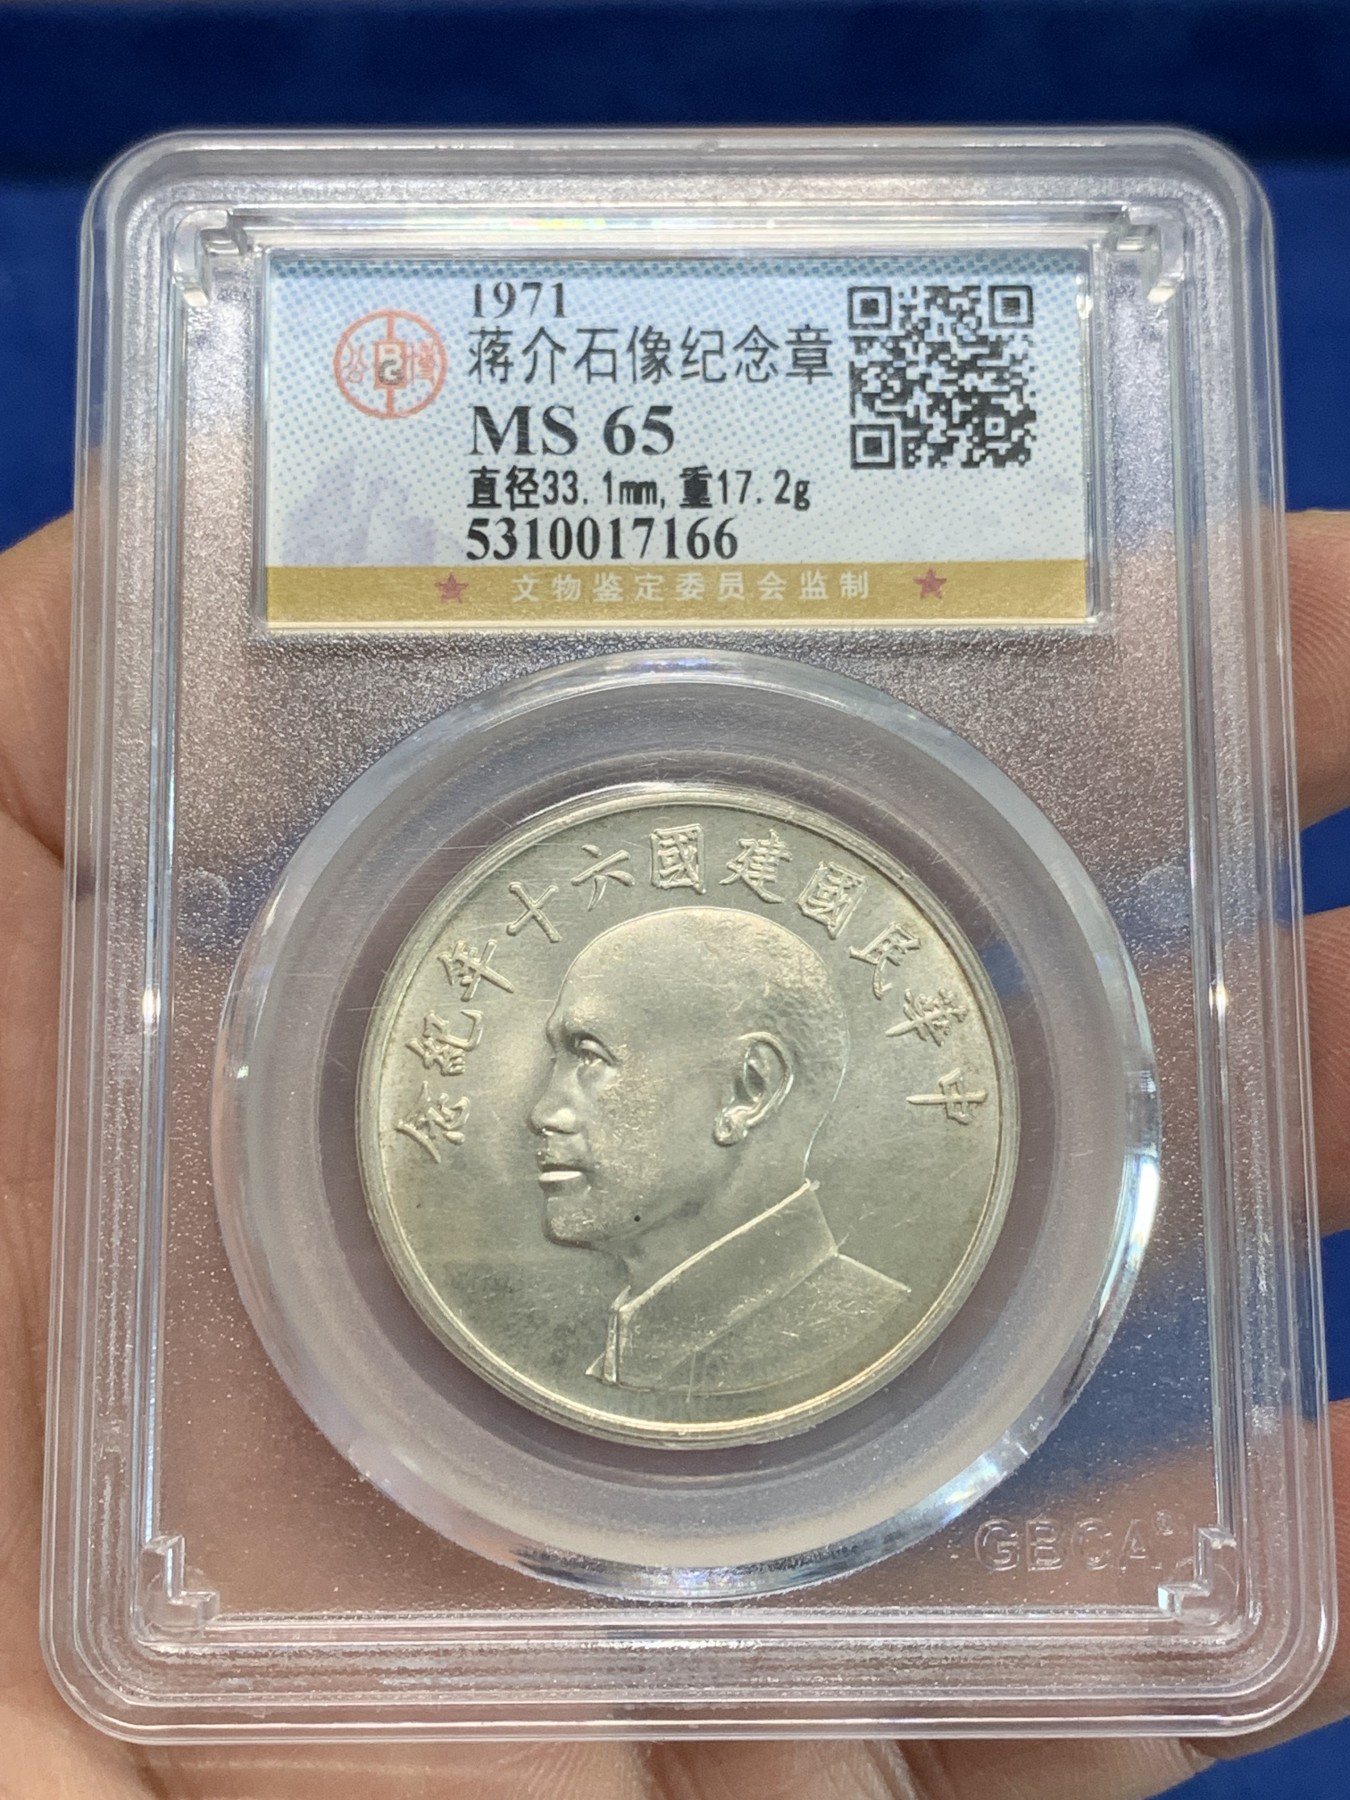 1971
蒋介石像纪念章
MS 65
直径33.1mm,重17.2g
5310017166
★ 文物鉴定委员会监制 ★
公博
中華民國建國六十年紀念
GBCA®